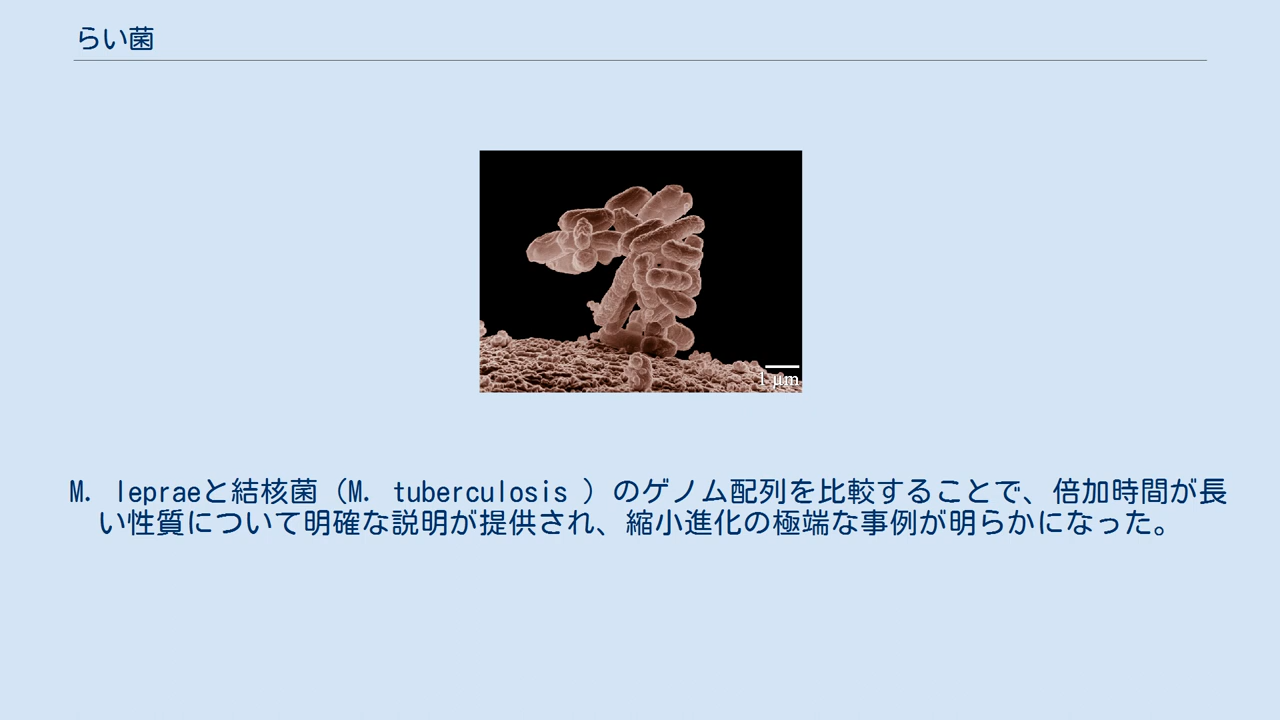 らい菌
1 μm
M. lepraeと結核菌（M. tuberculosis ）のゲノム配列を比較することで、倍加時間が長
い性質について明確な説明が提供され、縮小進化の極端な事例が明らかになった。